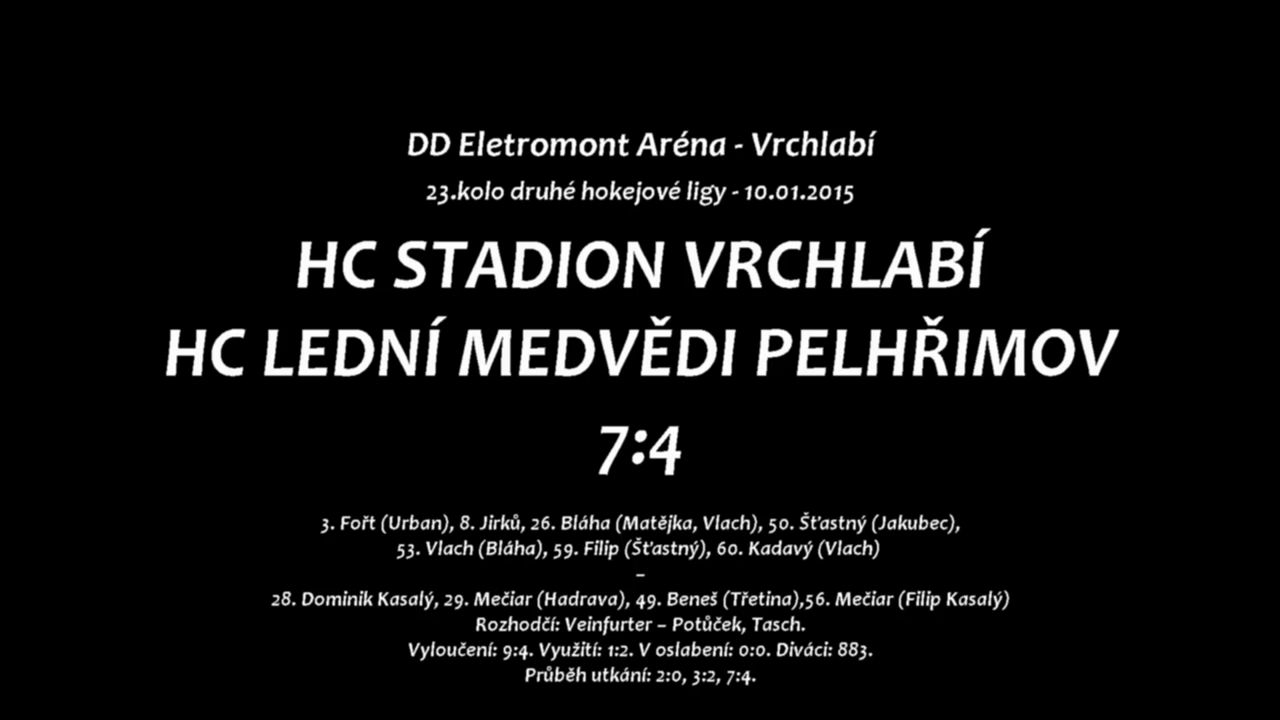 DD Eletromont Aréna - Vrchlabí
23.kolo druhé hokejové ligy - 10.01.2015
HC STADION VRCHLABÍ
HC LEDNÍ MEDVĚDI PELHŘIMOV
7:4
3. Fořt (Urban), 8. Jirků, 26. Bláha (Matějka, Vlach), 50. Šťastný (Jakubec),
53. Vlach (Bláha), 59. Filip (Šťastný), 60. Kadavý (Vlach)
–
28. Dominik Kasalý, 29. Mečiar (Hadrava), 49. Beneš (Třetina),56. Mečiar (Filip Kasalý)
Rozhodčí: Veinfurter – Potůček, Tasch.
Vyloučení: 9:4. Využití: 1:2. V oslabení: 0:0. Diváci: 883.
Průběh utkání: 2:0, 3:2, 7:4.